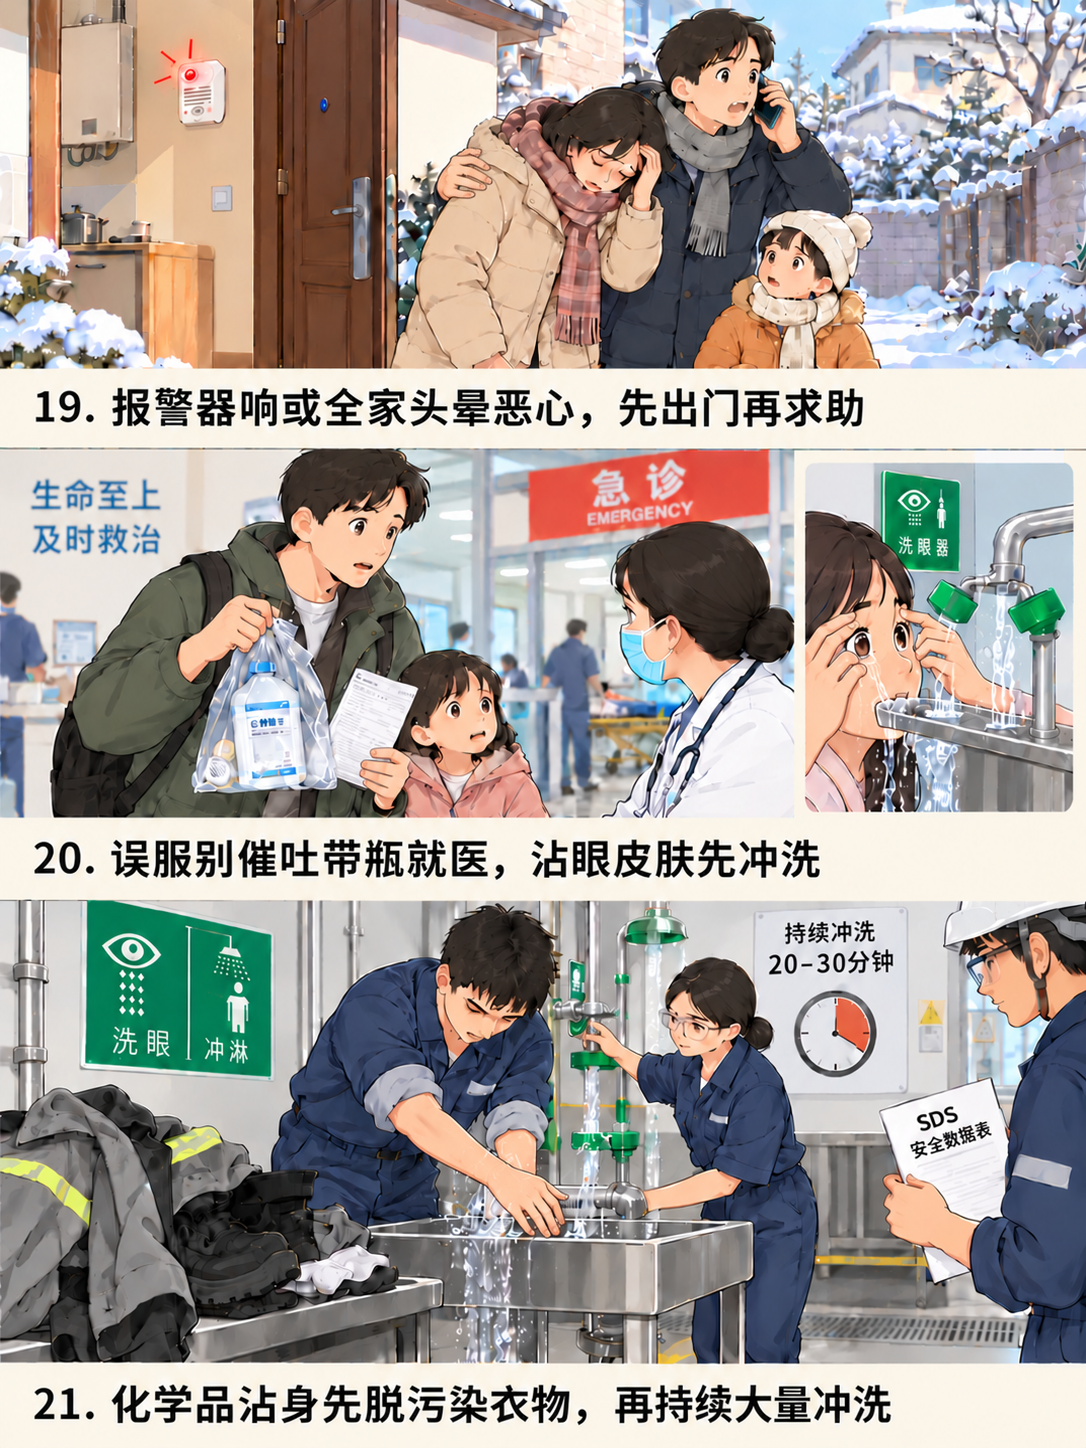 19. 报警器响或全家头晕恶心，先出门再求助
生命至上
及时救治
急诊
EMERGENCY
洗眼器
20. 误服别催吐带瓶就医，沾眼皮肤先冲洗
洗眼
冲淋
持续冲洗
20-30分钟
SDS
安全数据表
21. 化学品沾身先脱污染衣物，再持续大量冲洗